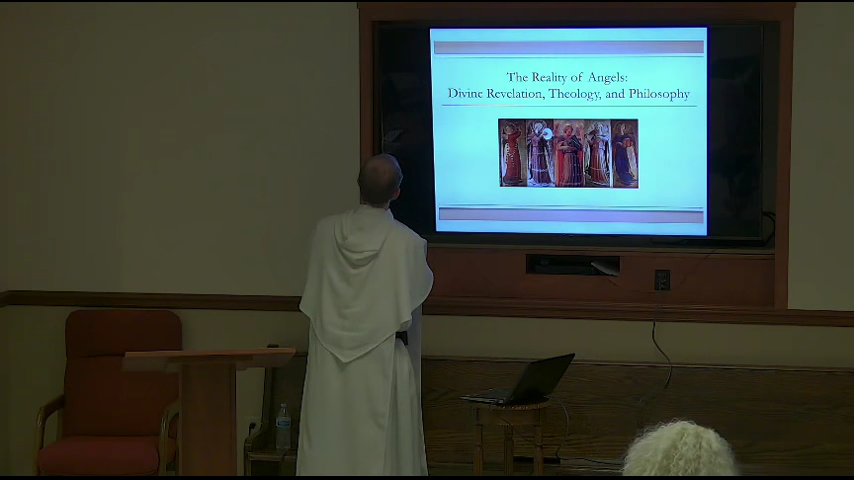 The Reality of Angels:
Divine Revelation, Theology, and Philosophy